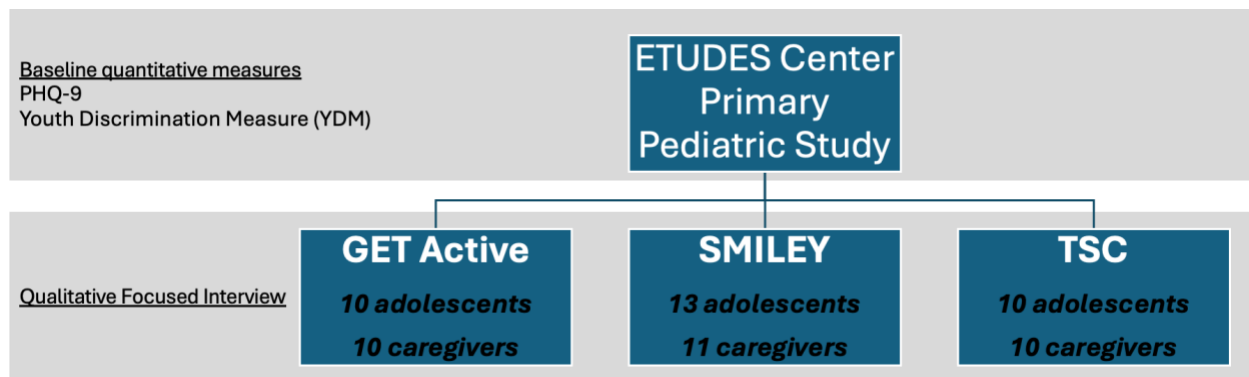 Baseline quantitative measures
PHQ-9
Youth Discrimination Measure (YDM)
ETUDES Center
Primary
Pediatric Study
Qualitative Focused Interview
GET Active
10 adolescents
10 caregivers
SMILEY
13 adolescents
11 caregivers
TSC
10 adolescents
10 caregivers